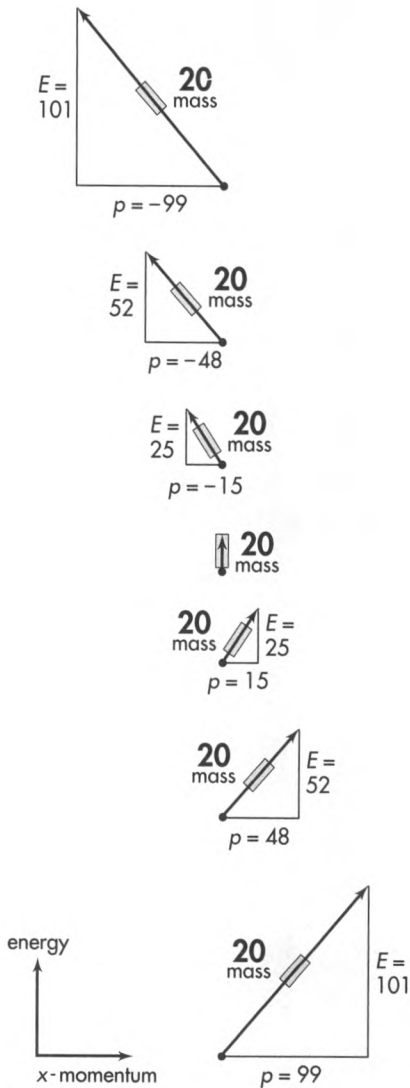 E =
101
20
mass
p = −99
E =
52
20
mass
p = −48
E =
25
20
mass
p = −15
20
mass
20
mass
E =
25
p = 15
20
mass
E =
52
p = 48
energy
x-momentum
20
mass
E =
101
p = 99